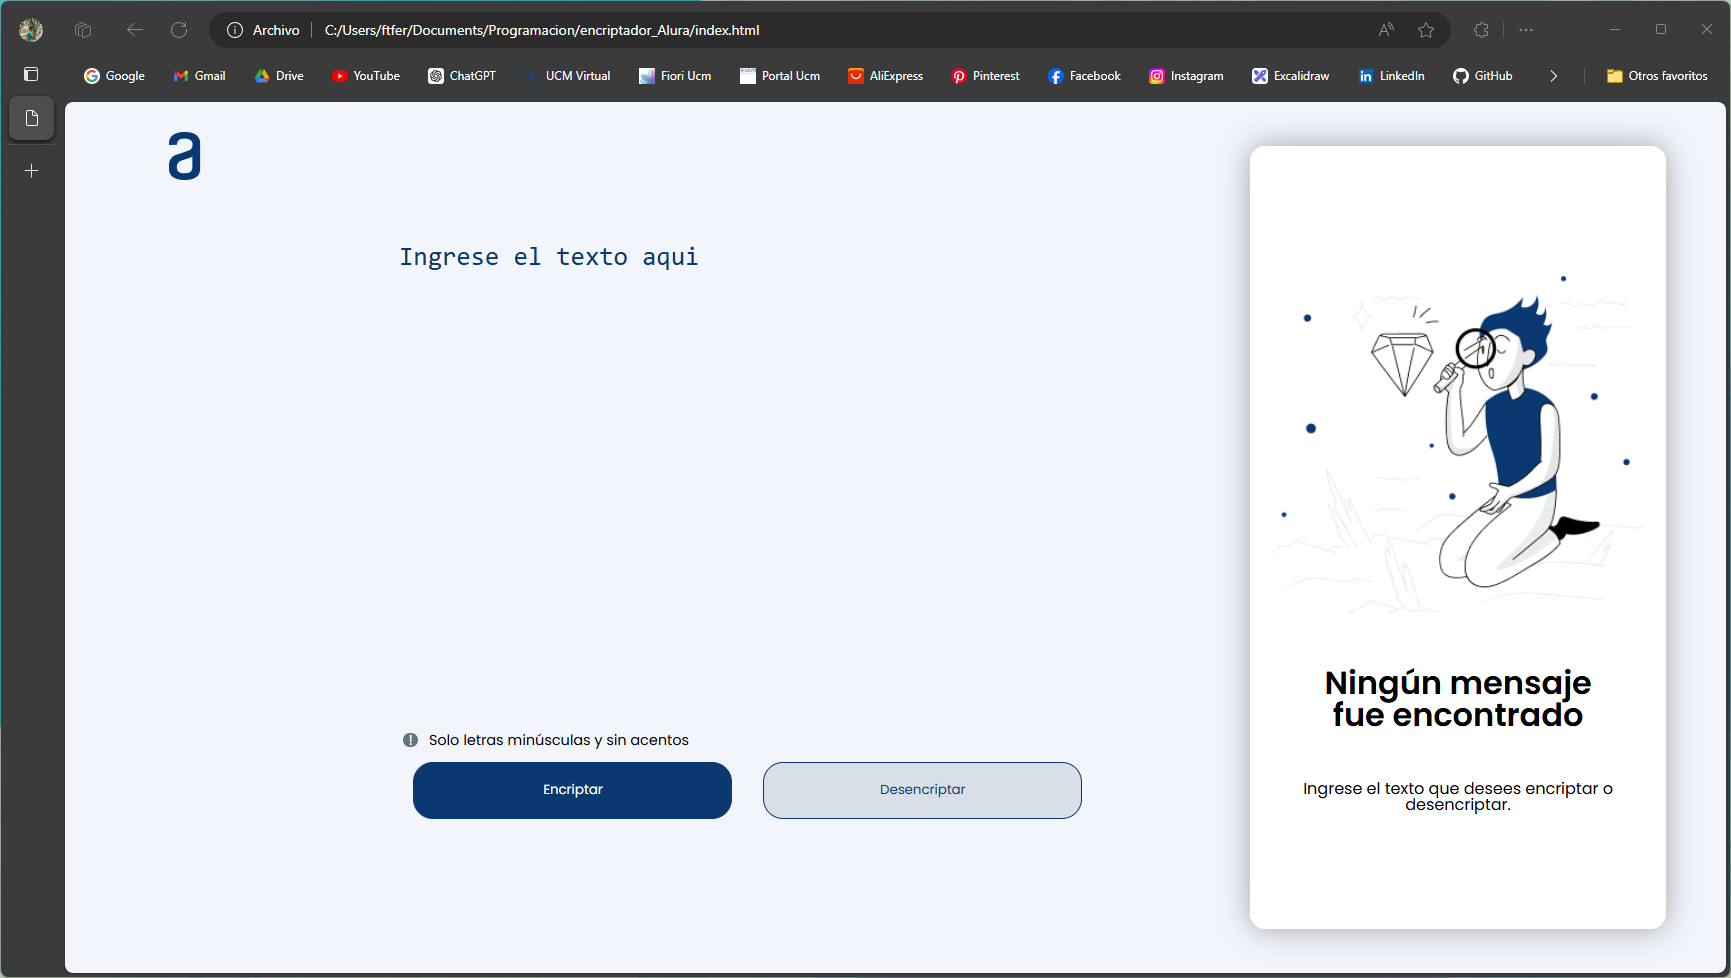 Archivo
C:/Users/ftfer/Documents/Programacion/encriptador_Alura/index.html
Google
Gmail
Drive
YouTube
ChatGPT
UCM Virtual
Fiori Ucm
Portal Ucm
AliExpress
Pinterest
Facebook
Instagram
Excalidraw
LinkedIn
GitHub
Otros favoritos
a
Ingrese el texto aqui
Solo letras minúsculas y sin acentos
Encriptar
Desencriptar
Ningún mensaje
fue encontrado
Ingrese el texto que desees encriptar o
desencriptar.